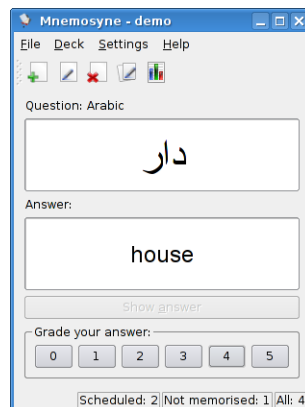 Mnemosyne - demo
File Deck Settings Help
Question: Arabic
دار
Answer:
house
Show answer
Grade your answer:
0 1 2 3 4 5
Scheduled: 2 Not memorised: 1 All: 4